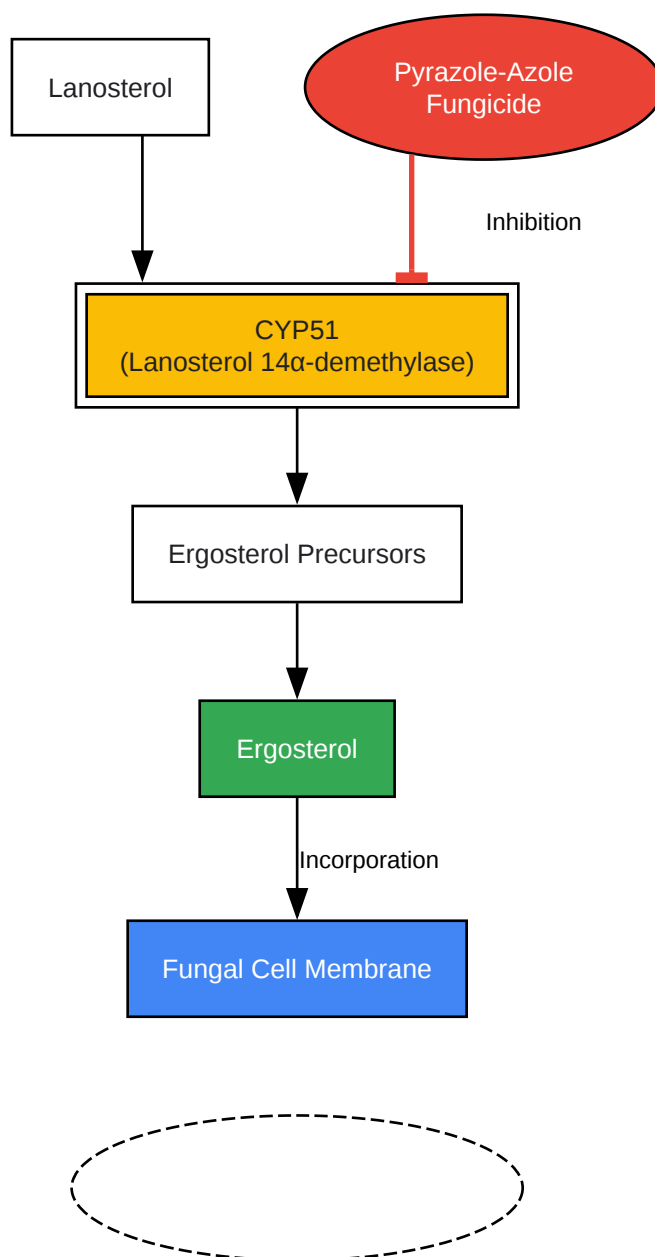 Lanosterol
Pyrazole-Azole
Fungicide
Inhibition
CYP51
(Lanosterol 14α-demethylase)
Ergosterol Precursors
Ergosterol
Incorporation
Fungal Cell Membrane